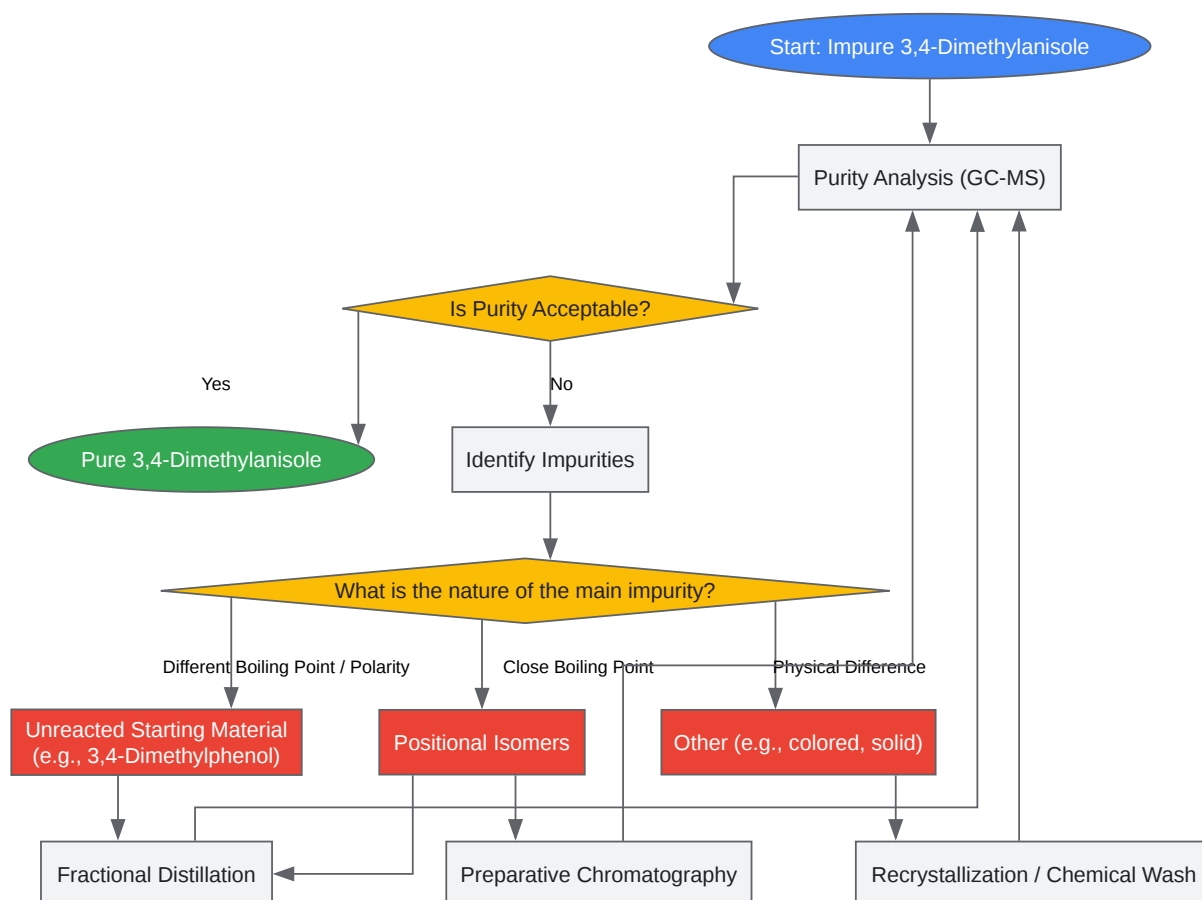 Start: Impure 3,4-Dimethylanisole
Purity Analysis (GC-MS)
Is Purity Acceptable?
Yes
No
Pure 3,4-Dimethylanisole
Identify Impurities
What is the nature of the main impurity?
Different Boiling Point / Polarity
Close Boiling Point
Physical Difference
Unreacted Starting Material
(e.g., 3,4-Dimethylphenol)
Positional Isomers
Other (e.g., colored, solid)
Fractional Distillation
Preparative Chromatography
Recrystallization / Chemical Wash